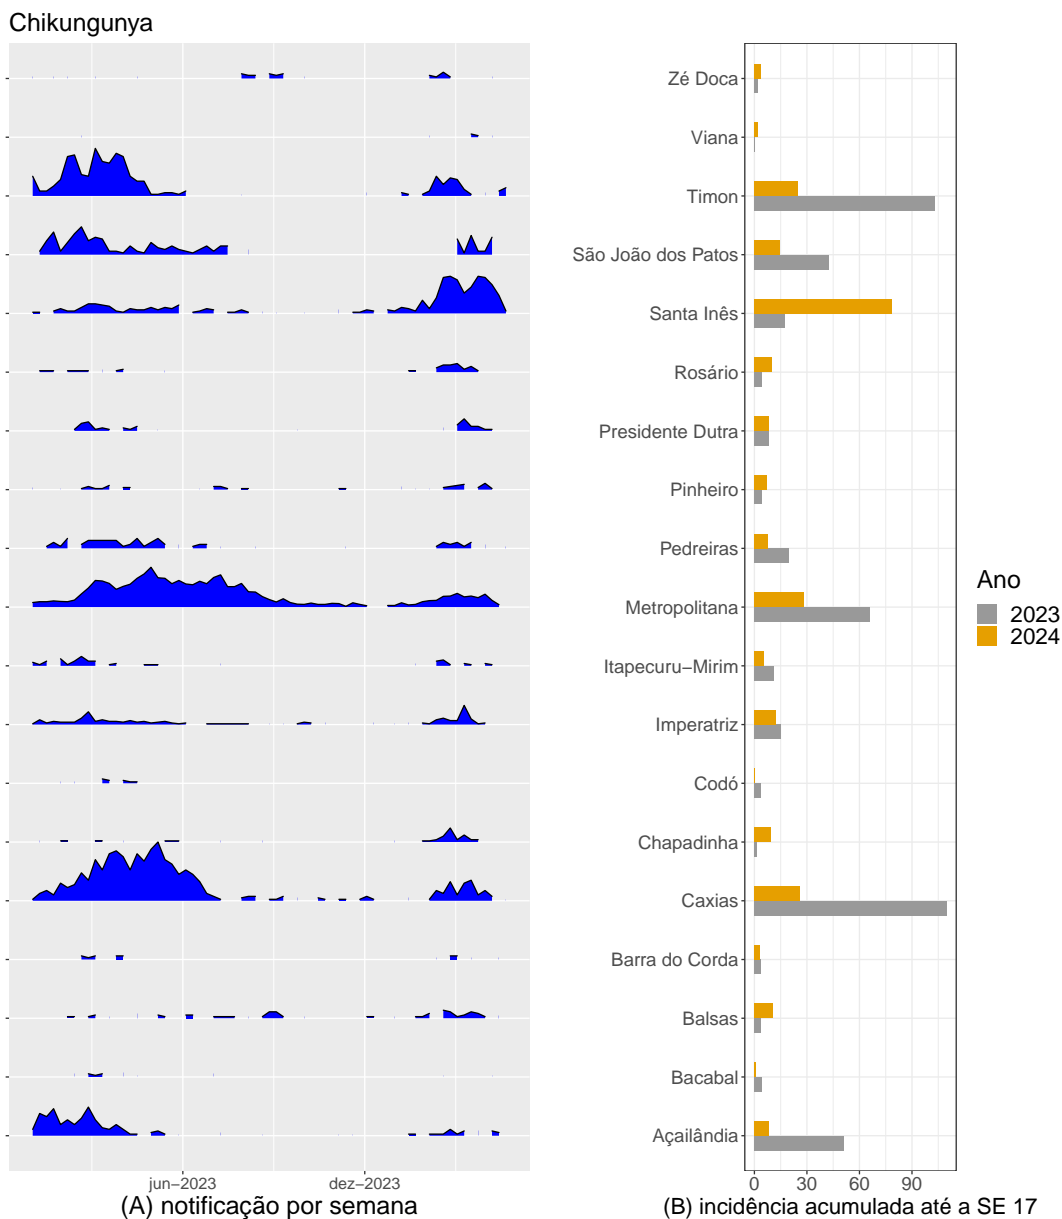 Chikungunya
Zé Doca
Viana
Timon
São João dos Patos
Santa Inês
Rosário
Presidente Dutra
Pinheiro
Pedreiras
Metropolitana
Itapecuru−Mirim
Imperatriz
Codó
Chapadinha
Caxias
Barra do Corda
Balsas
Bacabal
Açailândia
Ano
2023
2024
jun−2023 dez−2023
0 30 60 90
(A) notificação por semana
(B) incidência acumulada até a SE 17